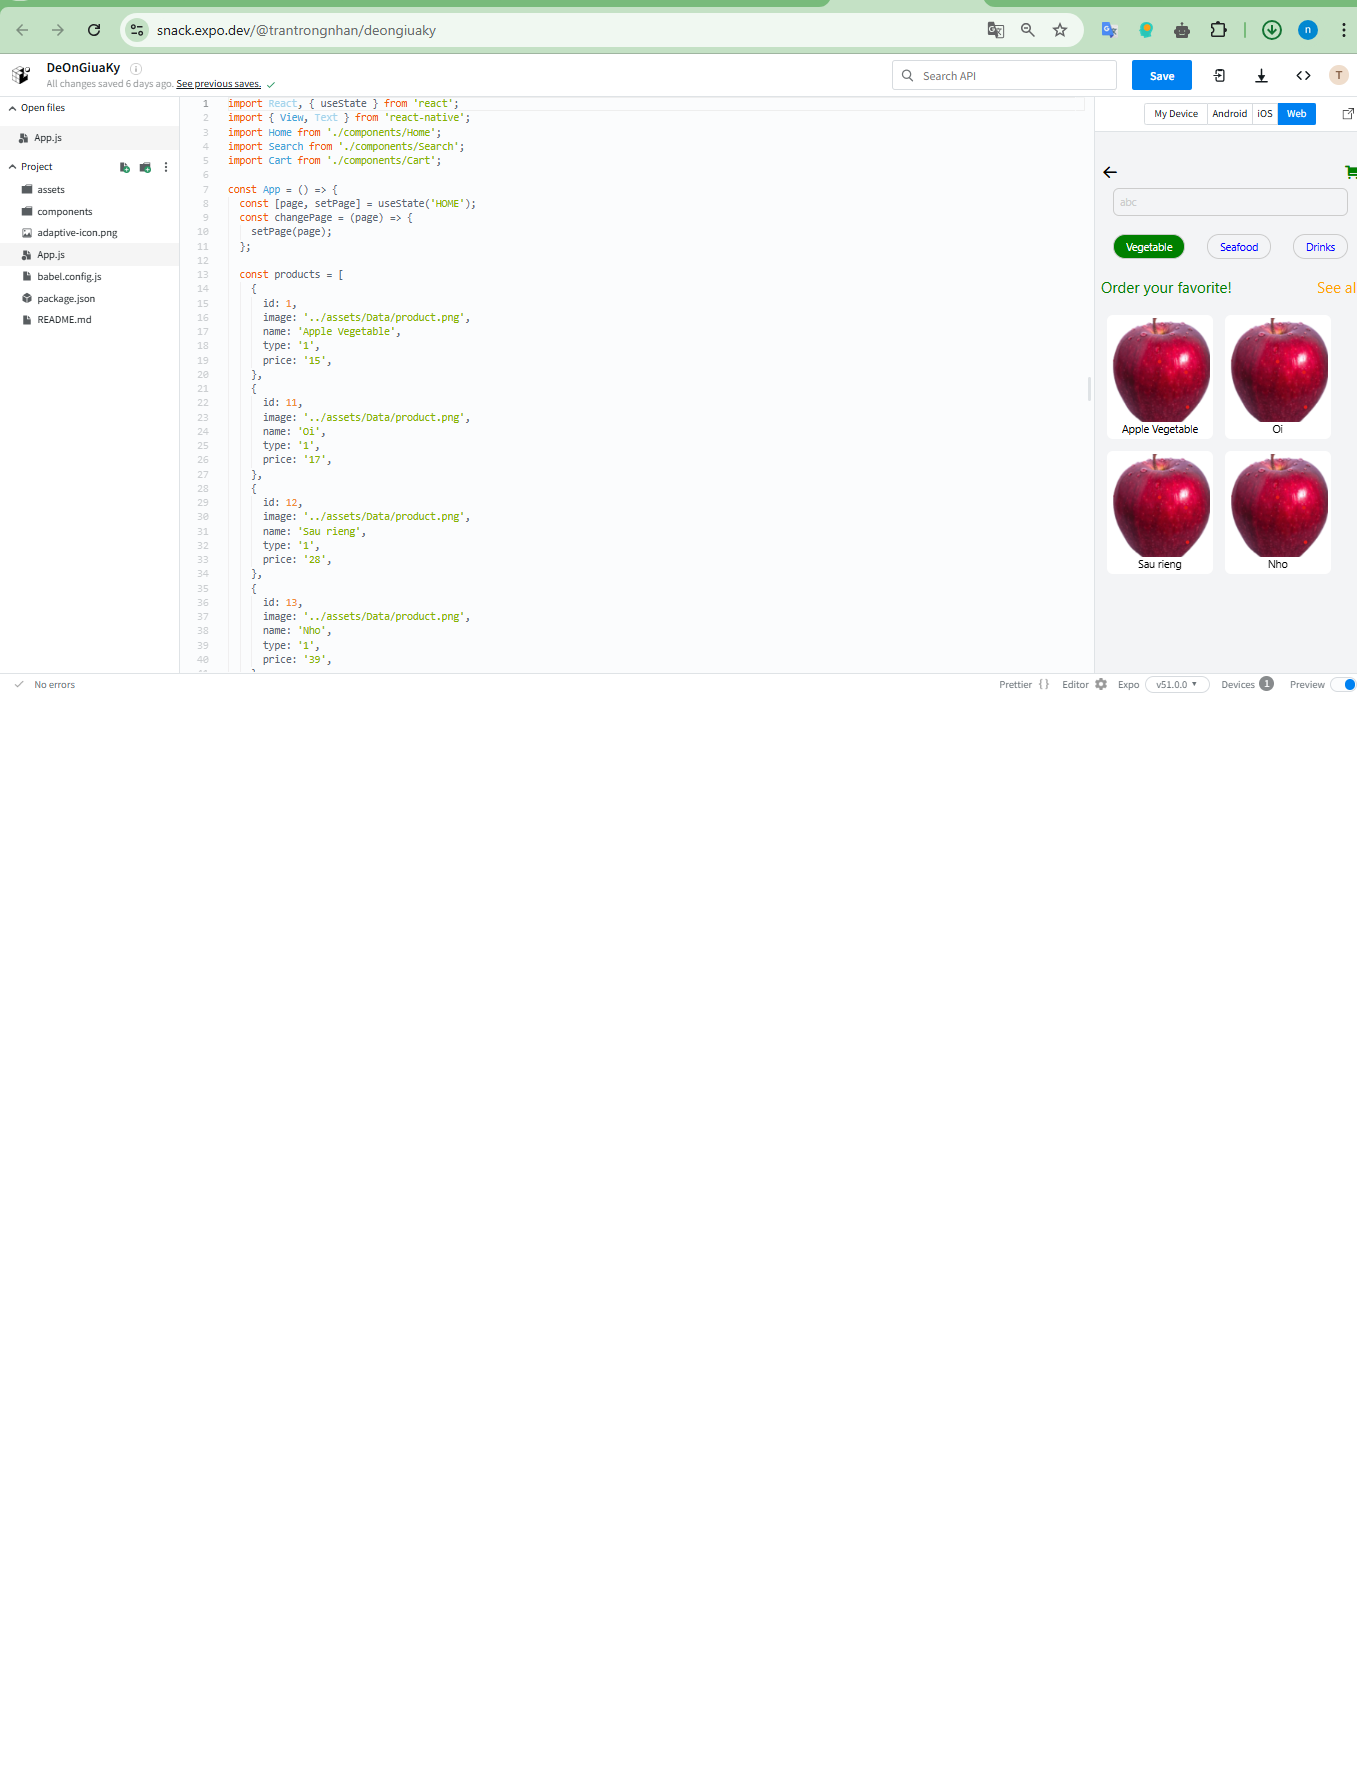 snack.expo.dev/@trantrongnhan/deongiuaky
n
DeOnGiuaKy
All changes saved 6 days ago. See previous saves.
Search API
Save
T
Open files
App.js
Project
assets
components
adaptive-icon.png
App.js
babel.config.js
package.json
README.md
1 import React, { useState } from 'react';
2 import { View, Text } from 'react-native';
3 import Home from './components/Home';
4 import Search from './components/Search';
5 import Cart from './components/Cart';
6
7 const App = () => {
8 const [page, setPage] = useState('HOME');
9 const changePage = (page) => {
10 setPage(page);
11 };
12
13 const products = [
14 {
15 id: 1,
16 image: '../assets/Data/product.png',
17 name: 'Apple Vegetable',
18 type: '1',
19 price: '15',
20 },
21 {
22 id: 11,
23 image: '../assets/Data/product.png',
24 name: 'Oi',
25 type: '1',
26 price: '17',
27 },
28 {
29 id: 12,
30 image: '../assets/Data/product.png',
31 name: 'Sau rieng',
32 type: '1',
33 price: '28',
34 },
35 {
36 id: 13,
37 image: '../assets/Data/product.png',
38 name: 'Nho',
39 type: '1',
40 price: '39',
My Device Android iOS Web
abc
Vegetable Seafood Drinks
Order your favorite! See al
Apple Vegetable Oi
Sau rieng Nho
No errors
Prettier { } Editor Expo v51.0.0 Devices 1 Preview